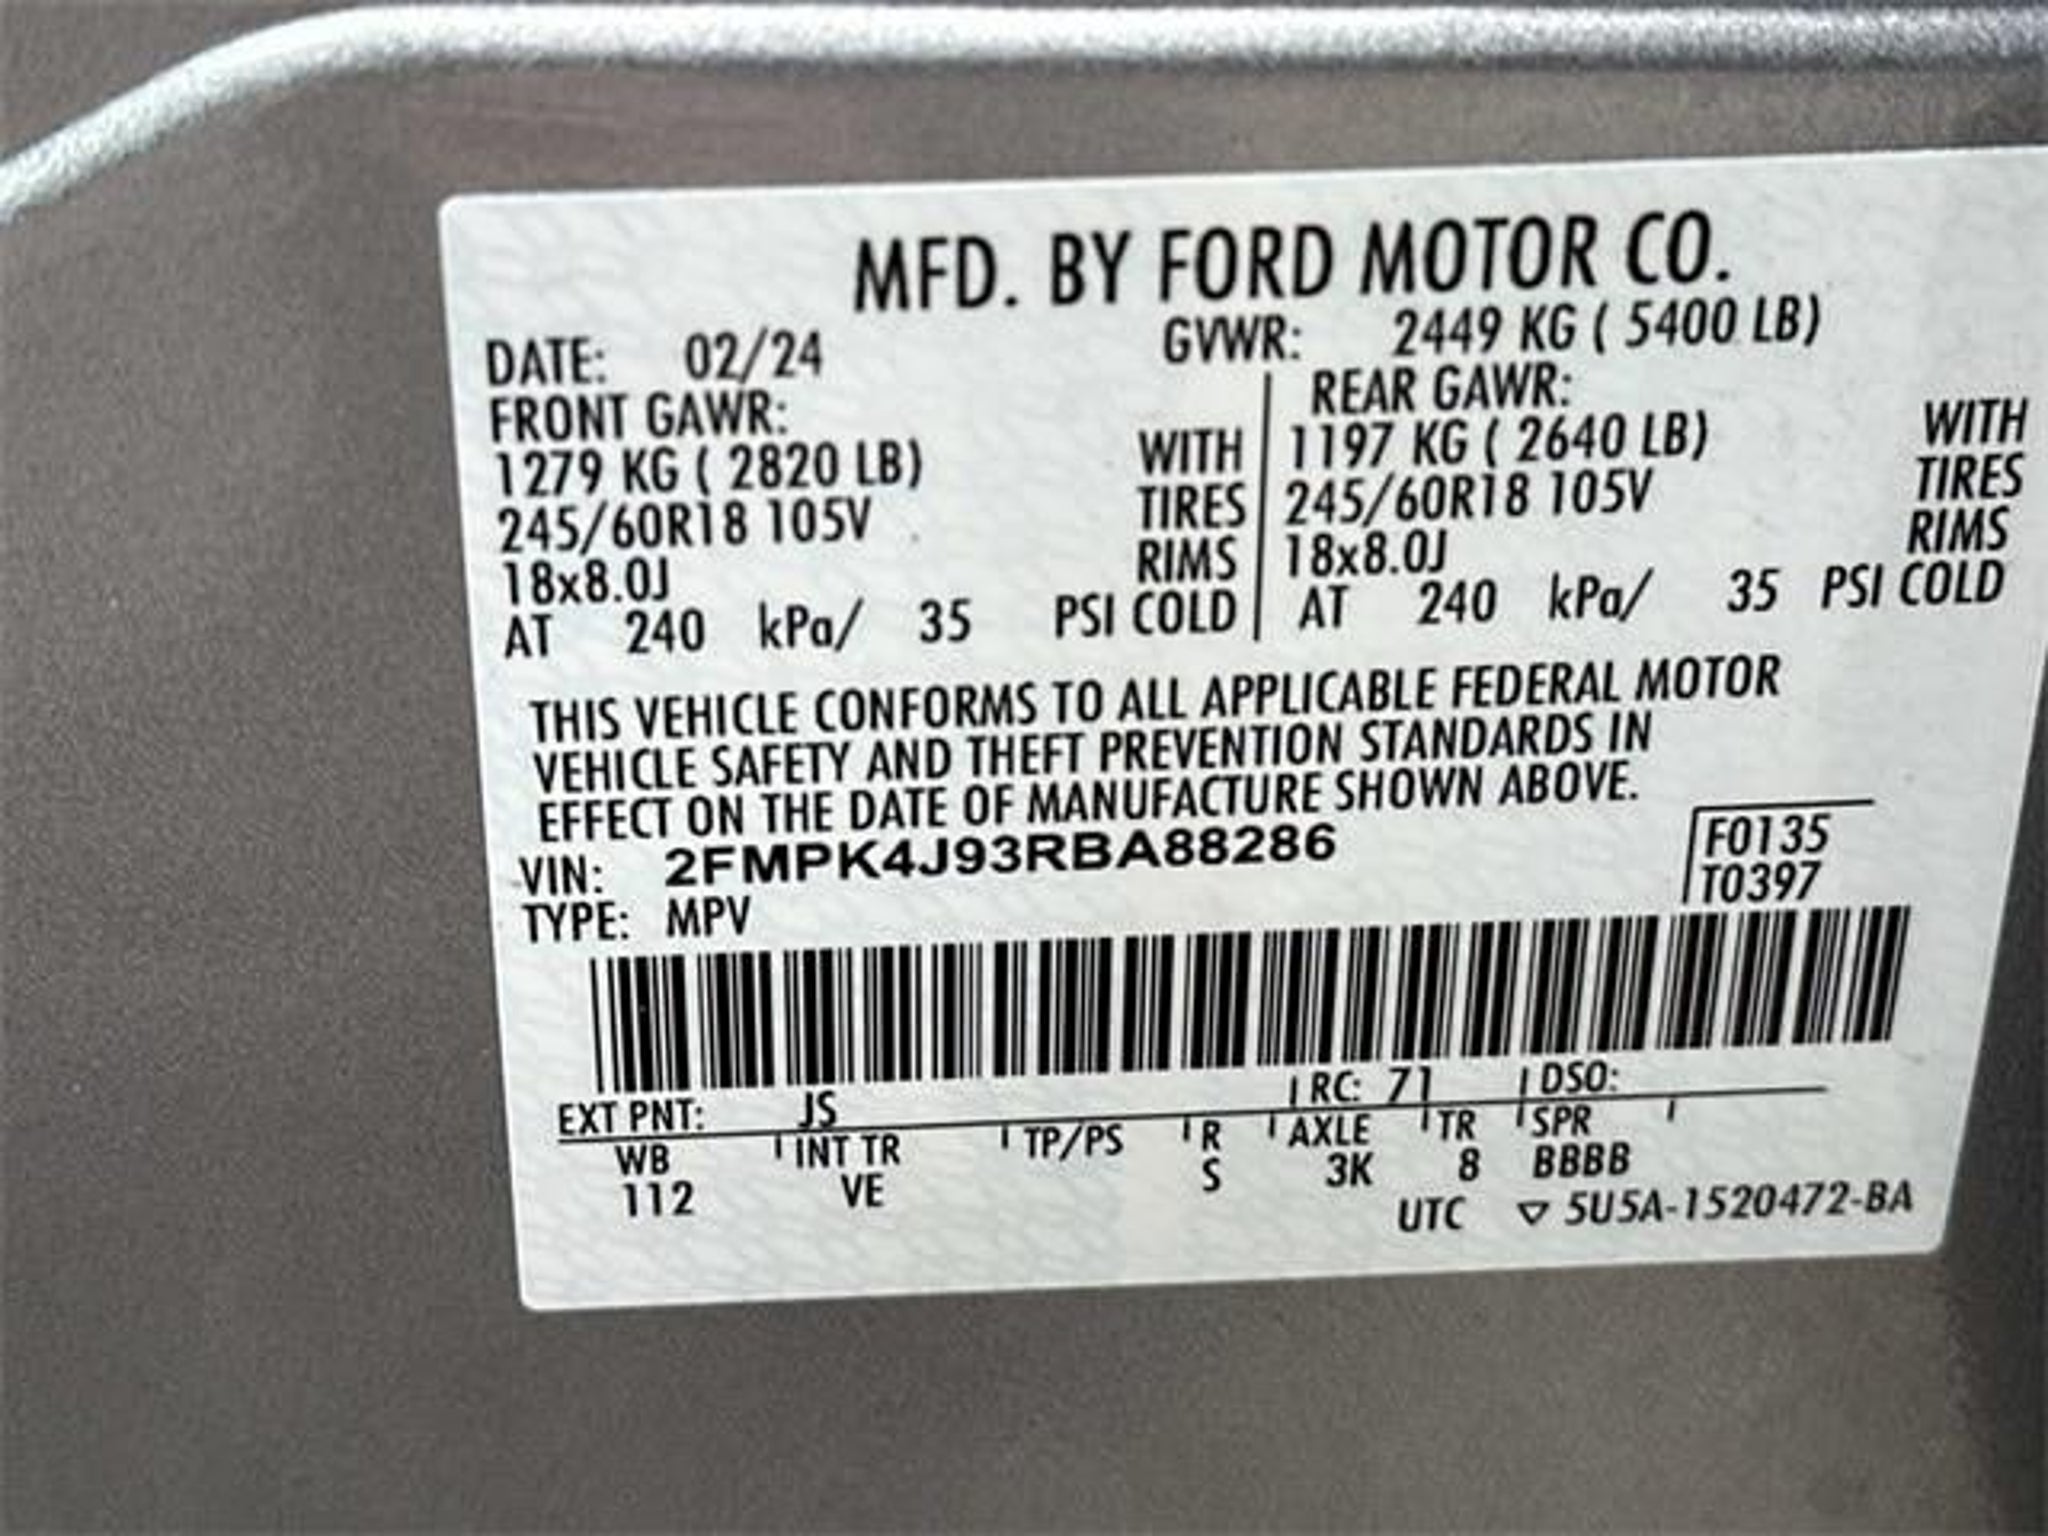 MFD. BY FORD MOTOR CO.
DATE: 02/24 GVWR: 2449 KG ( 5400 LB)
FRONT GAWR: REAR GAWR:
1279 KG ( 2820 LB) WITH 1197 KG ( 2640 LB) WITH
245/60R18 105V TIRES 245/60R18 105V TIRES
18x8.0J RIMS 18x8.0J RIMS
AT 240 kPa/ 35 PSI COLD AT 240 kPa/ 35 PSI COLD
THIS VEHICLE CONFORMS TO ALL APPLICABLE FEDERAL MOTOR
VEHICLE SAFETY AND THEFT PREVENTION STANDARDS IN
EFFECT ON THE DATE OF MANUFACTURE SHOWN ABOVE.
VIN: 2FMPK4J93RBA88286 F0135
TYPE: MPV T0397
EXT PNT: JS RC: 71 DSO:
WB INT TR TP/PS R AXLE TR SPR
112 VE S 3K 8 BBBB
UTC ▽ 5U5A-1520472-BA